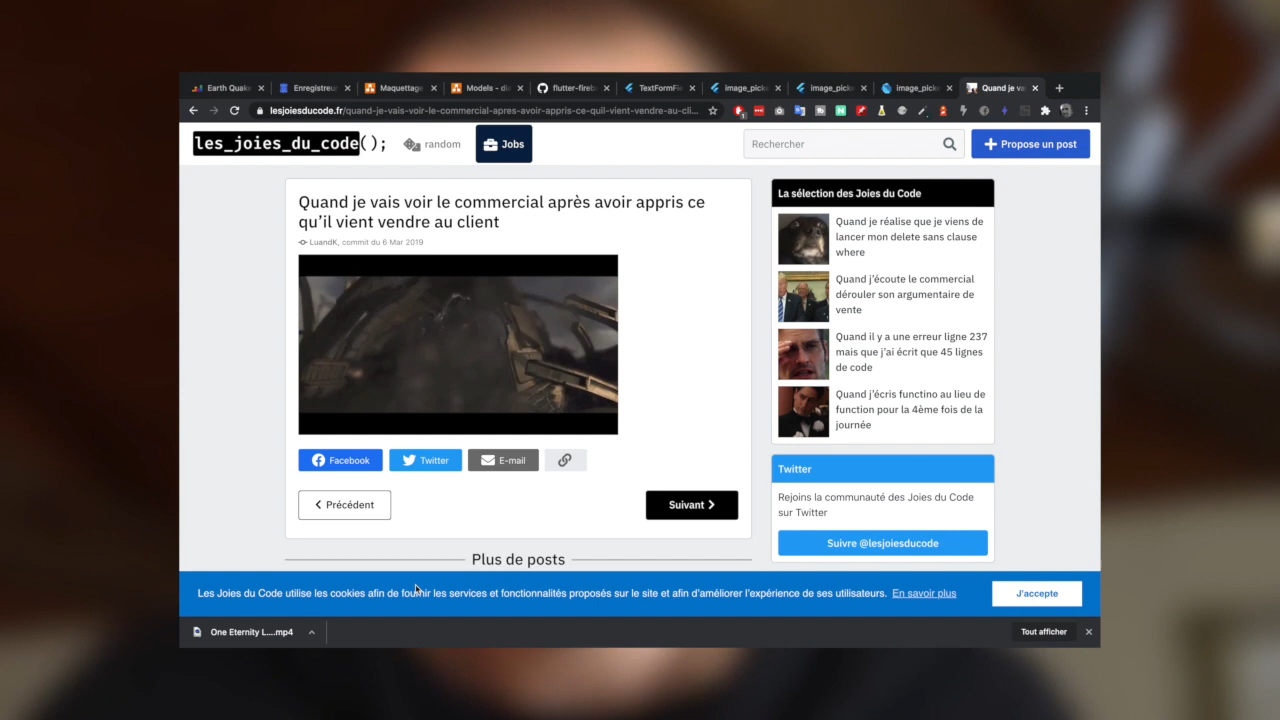 Earth Quak
Enregistreur
Maquettage
Models - di
flutter-fireb
TextFormFie
image_picke
image_picke
image_picke
Quand je va
lesjoiesducode.fr/quand-je-vais-voir-le-commercial-apres-avoir-appris-ce-quil-vient-vendre-au-cli...
les_joies_du_code();
random
Jobs
Rechercher
Propose un post
Quand je vais voir le commercial après avoir appris ce
qu’il vient vendre au client
LuandK, commit du 6 Mar 2019
Facebook
Twitter
E-mail
Précédent
Suivant
Plus de posts
La sélection des Joies du Code
Quand je réalise que je viens de
lancer mon delete sans clause
where
Quand j’écoute le commercial
dérouler son argumentaire de
vente
Quand il y a une erreur ligne 237
mais que j’ai écrit que 45 lignes
de code
Quand j’écris functino au lieu de
function pour la 4ème fois de la
journée
Twitter
Rejoins la communauté des Joies du Code
sur Twitter
Suivre @lesjoiesducode
Les Joies du Code utilise les cookies afin de fournir les services et fonctionnalités proposés sur le site et afin d’améliorer l’expérience de ses utilisateurs. En savoir plus
J’accepte
One Eternity L....mp4
Tout afficher